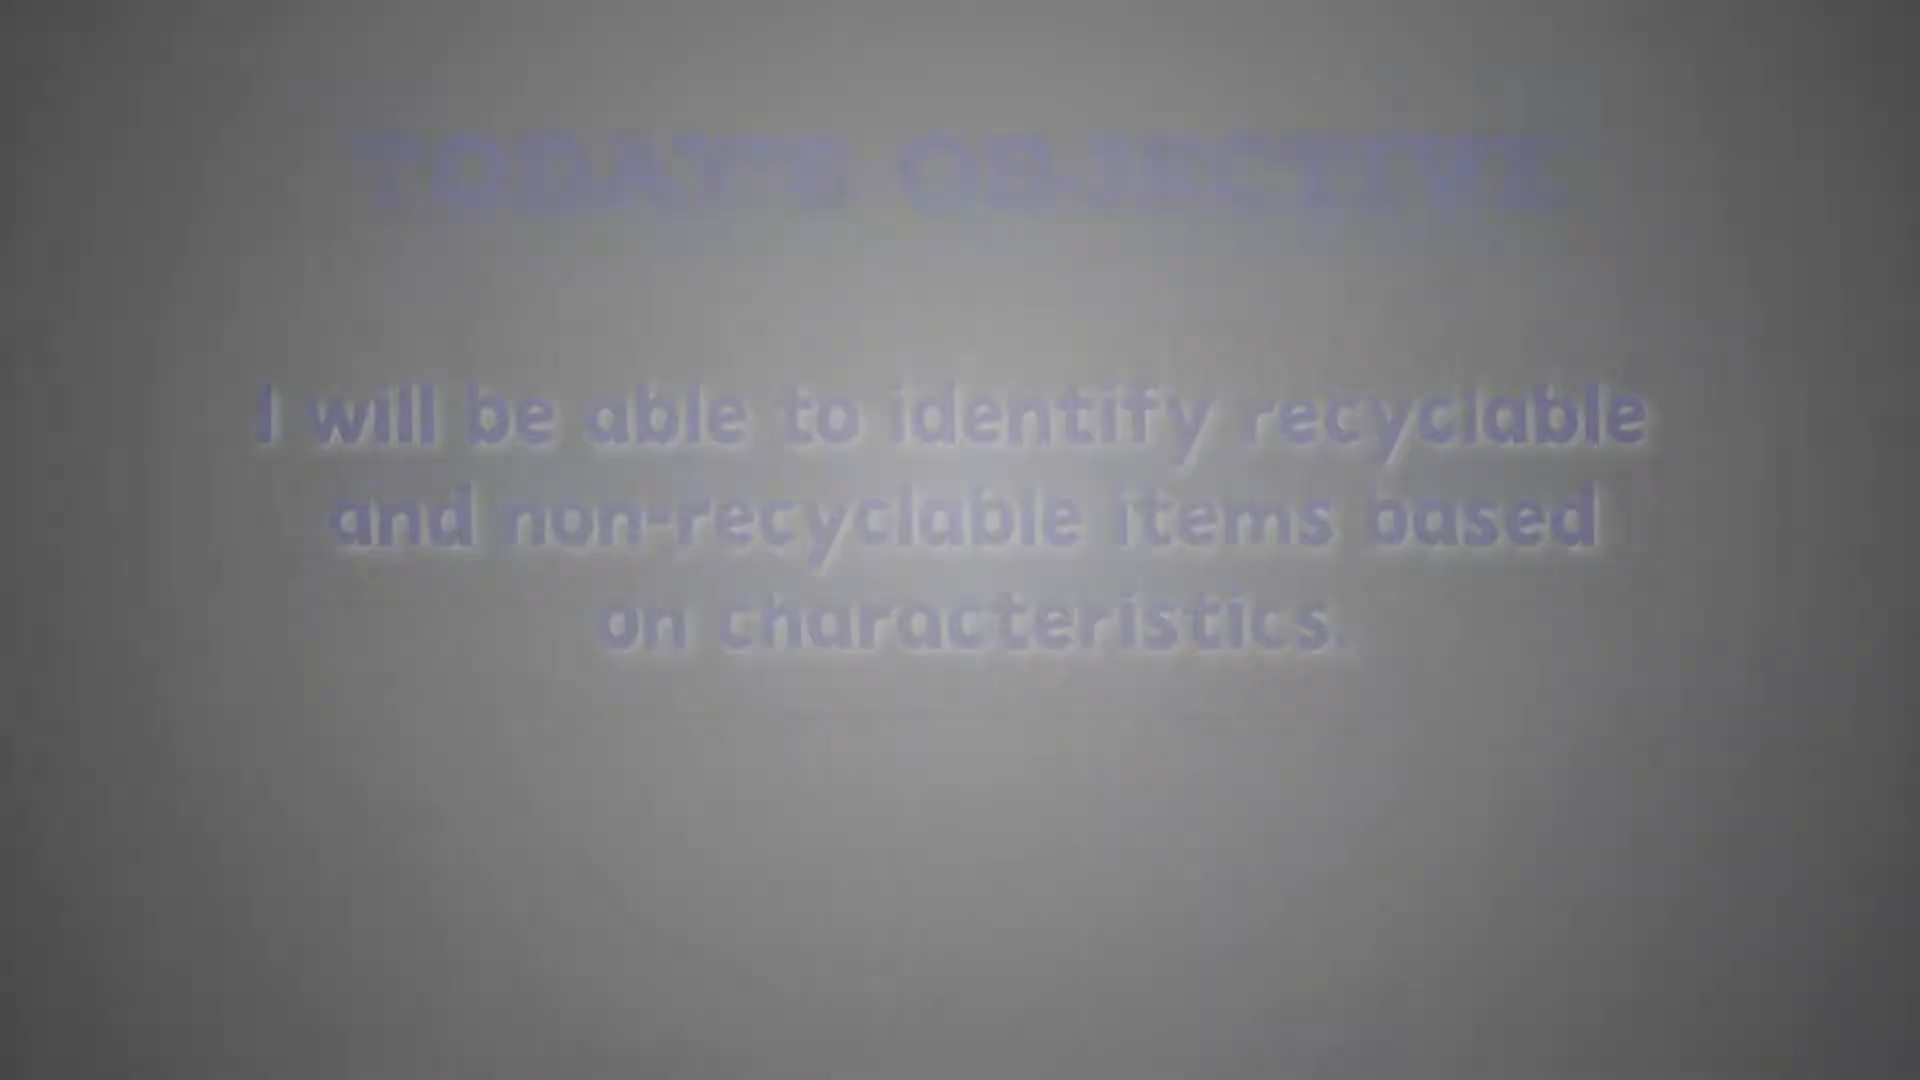 TODAY'S OBJECTIVE
I will be able to identify recyclable
and non-recyclable items based
on characteristics.